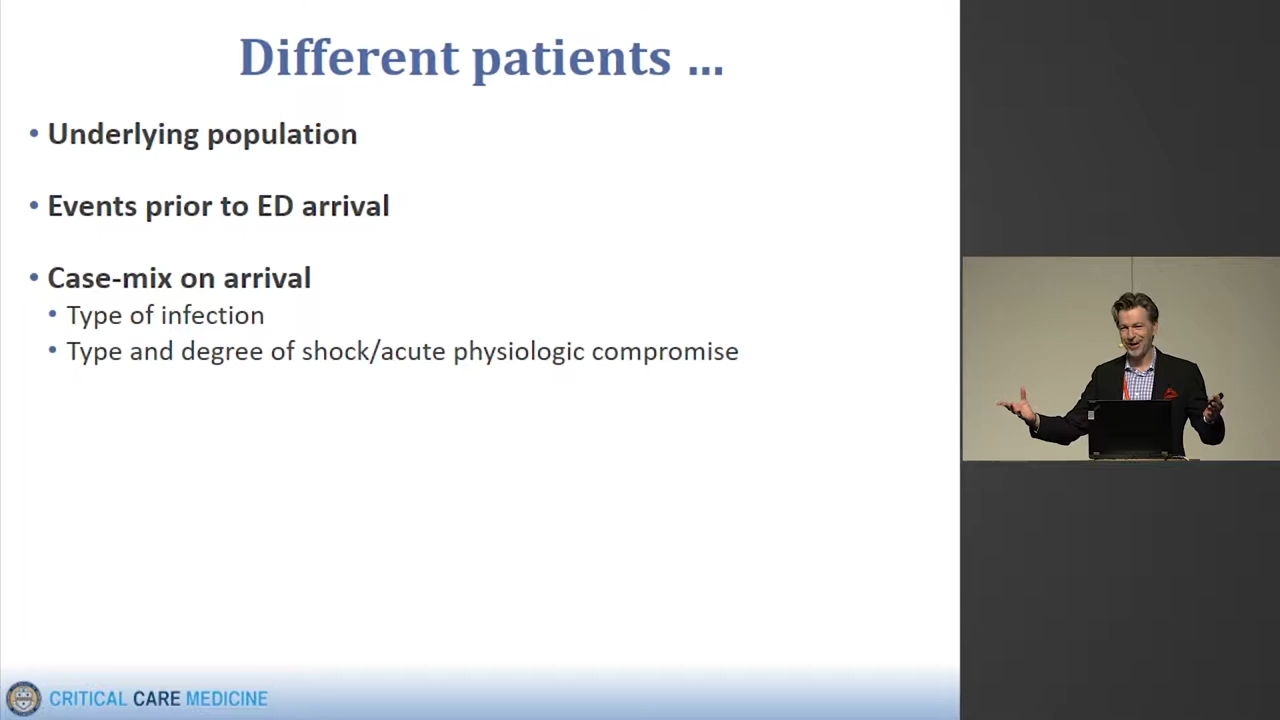 Different patients ...
• Underlying population
• Events prior to ED arrival
• Case-mix on arrival
• Type of infection
• Type and degree of shock/acute physiologic compromise
CRITICAL CARE MEDICINE